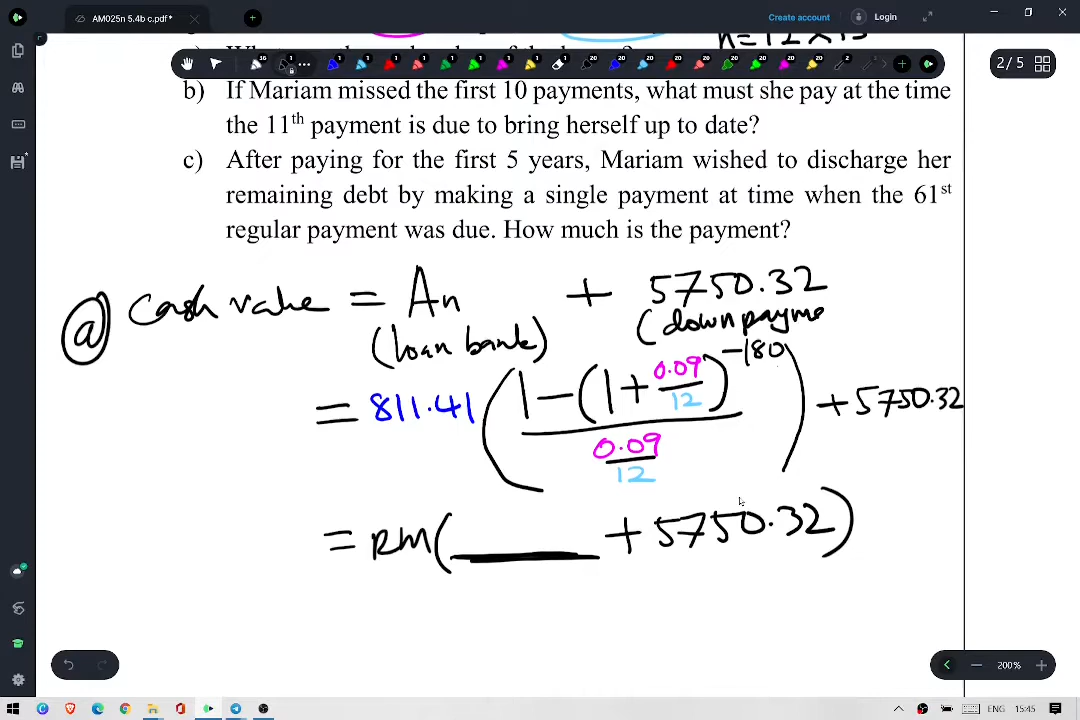 AM025n 5.4b c.pdf*
Create account
Login
2/5
b) If Mariam missed the first 10 payments, what must she pay at the time
the 11th payment is due to bring herself up to date?
c) After paying for the first 5 years, Mariam wished to discharge her
remaining debt by making a single payment at time when the 61st
regular payment was due. How much is the payment?
(a) Cash value = An + 5750.32
(loan bank) (down payme
= 811.41 (1-(1+0.09/12)^-180 / 0.09/12) + 5750.32
= RM(______ + 5750.32)
200%
ENG 15:45